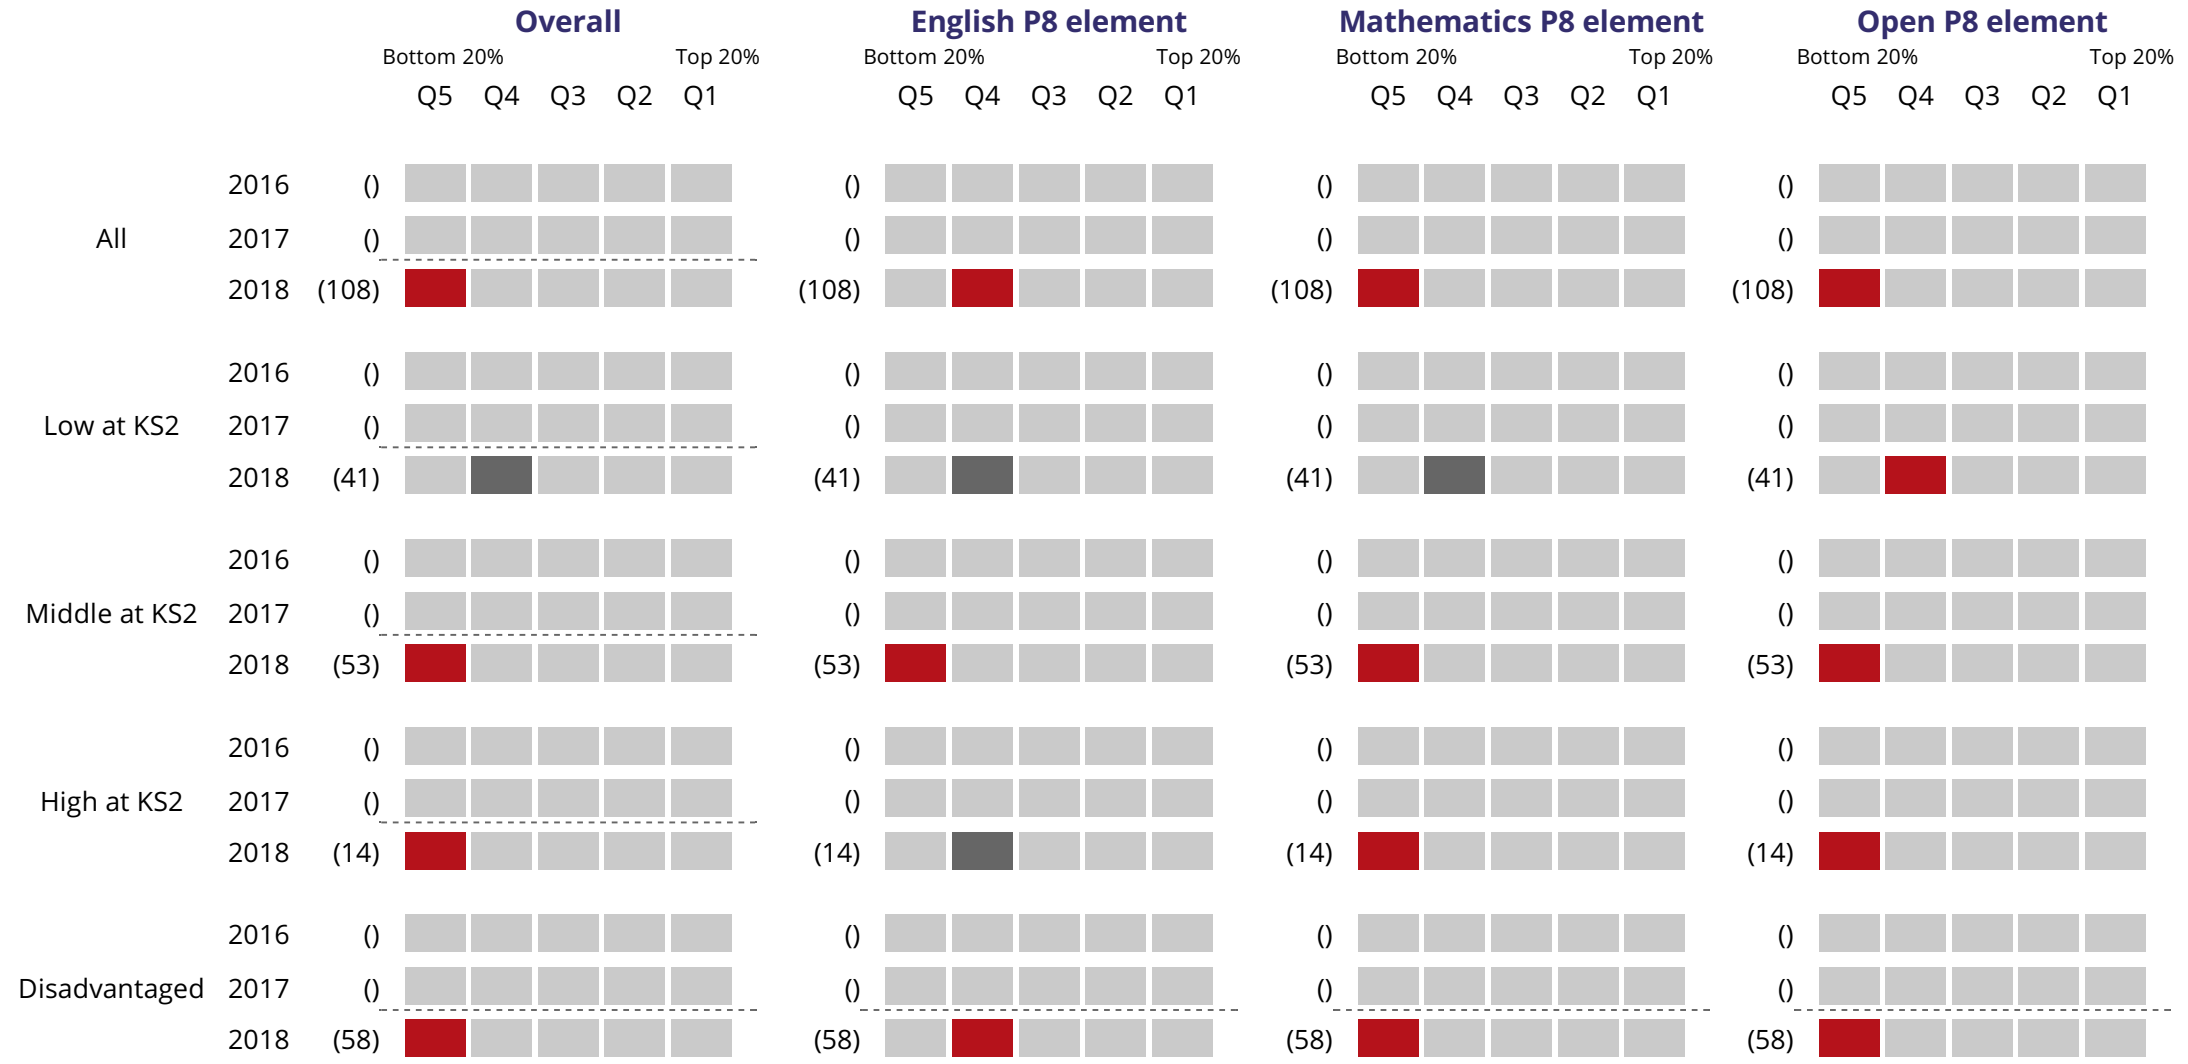 Overall English P8 element Mathematics P8 element Open P8 element
Bottom 20% Top 20% Bottom 20% Top 20% Bottom 20% Top 20% Bottom 20% Top 20%
Q5 Q4 Q3 Q2 Q1 Q5 Q4 Q3 Q2 Q1 Q5 Q4 Q3 Q2 Q1 Q5 Q4 Q3 Q2 Q1
2016 () () () ()
All 2017 () () () ()
2018 (108) (108) (108) (108)
2016 () () () ()
Low at KS2 2017 () () () ()
2018 (41) (41) (41) (41)
2016 () () () ()
Middle at KS2 2017 () () () ()
2018 (53) (53) (53) (53)
2016 () () () ()
High at KS2 2017 () () () ()
2018 (14) (14) (14) (14)
2016 () () () ()
Disadvantaged 2017 () () () ()
2018 (58) (58) (58) (58)